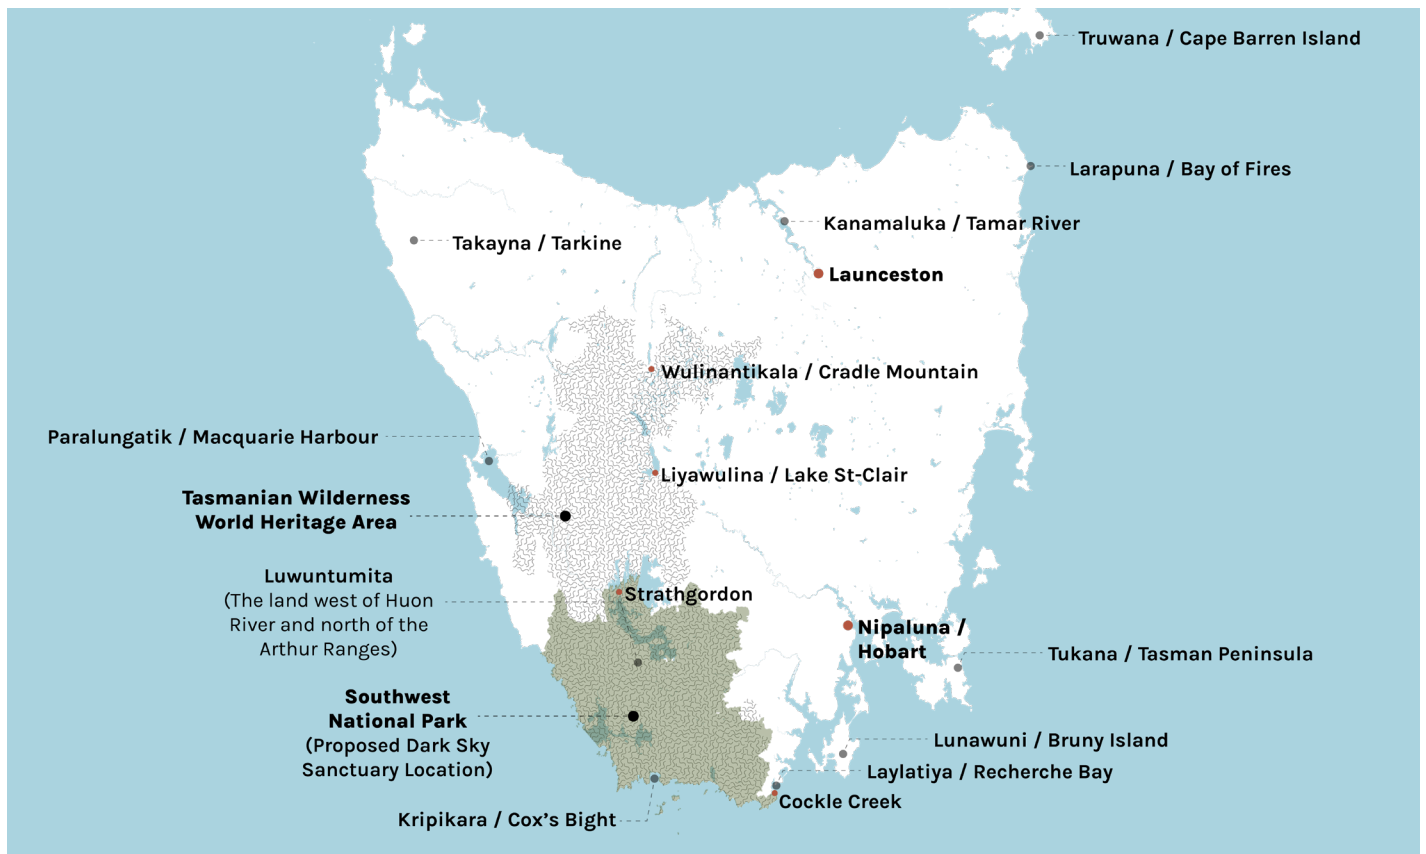 Truwana / Cape Barren Island
Larapuna / Bay of Fires
Kanamaluka / Tamar River
Takayna / Tarkine
Launceston
Wulinantikala / Cradle Mountain
Paralungatik / Macquarie Harbour
Liyawulina / Lake St-Clair
Tasmanian Wilderness
World Heritage Area
Luwuntumita
(The land west of Huon
River and north of the
Arthur Ranges)
Strathgordon
Nipaluna /
Hobart
Tukana / Tasman Peninsula
Southwest
National Park
(Proposed Dark Sky
Sanctuary Location)
Lunawuni / Bruny Island
Laylatiya / Recherche Bay
Cockle Creek
Kripikara / Cox's Bight